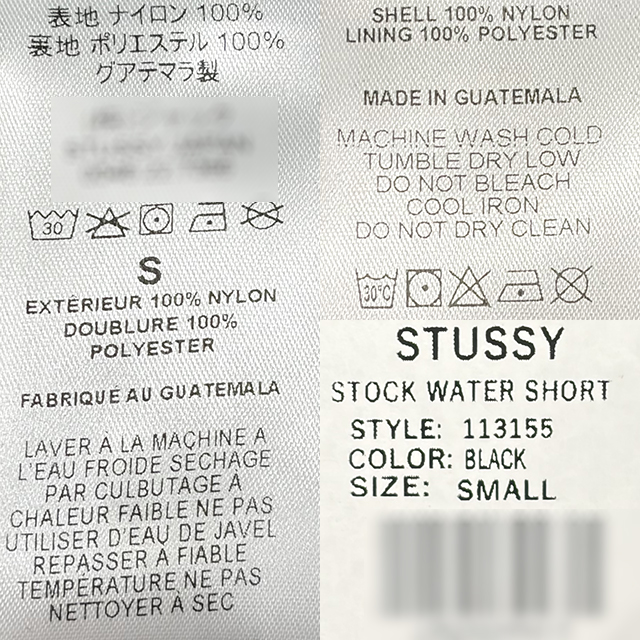 表地 ナイロン 100%
裏地 ポリエステル 100%
グアテマラ製
30
S
EXTÉRIEUR 100% NYLON
DOUBLURE 100%
POLYESTER
FABRIQUÉ AU GUATEMALA
LAVER À LA MACHINE A
L'EAU FROIDE SECHAGE
PAR CULBUTAGE À
CHALEUR FAIBLE NE PAS
UTILISER D'EAU DE JAVEL
REPASSER A FIABLE
TEMPÉRATURE NE PAS
NETTOYER À SEC
SHELL 100% NYLON
LINING 100% POLYESTER
MADE IN GUATEMALA
MACHINE WASH COLD
TUMBLE DRY LOW
DO NOT BLEACH
COOL IRON
DO NOT DRY CLEAN
30°C
STUSSY
STOCK WATER SHORT
STYLE: 113155
COLOR: BLACK
SIZE: SMALL